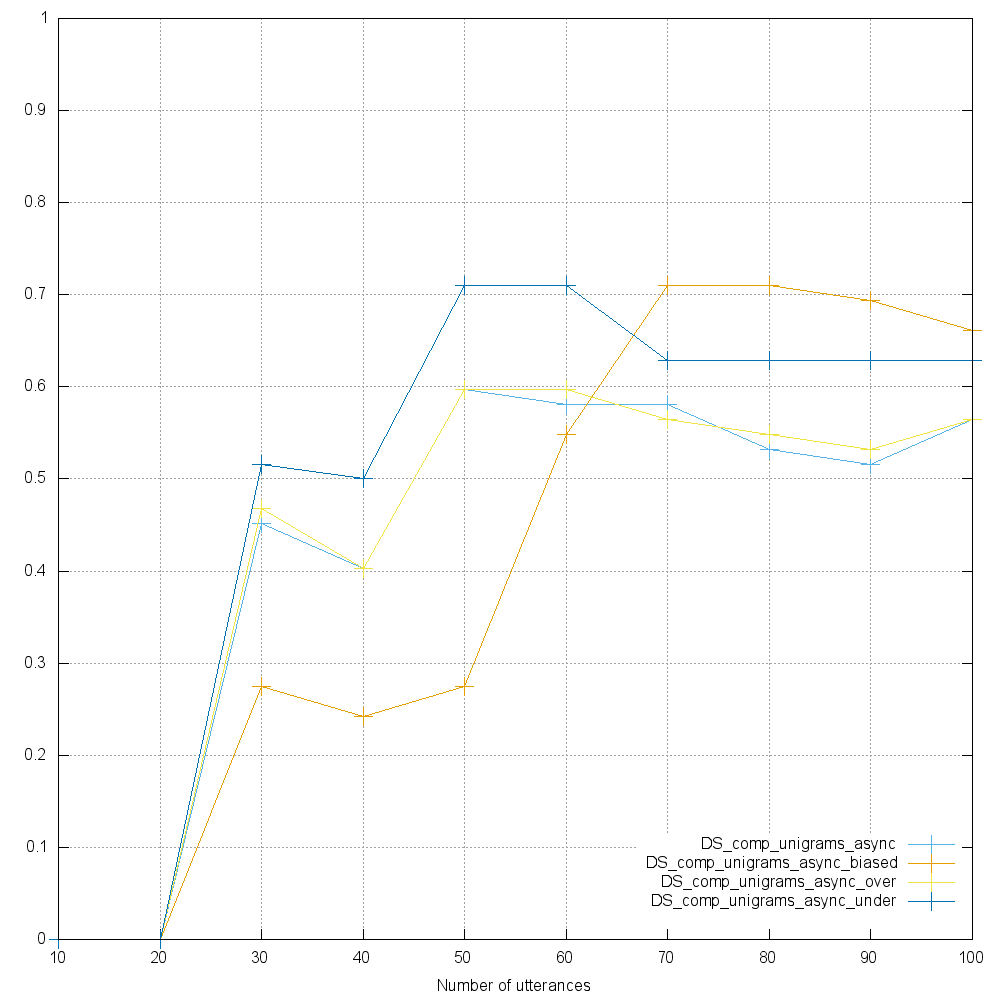 1
0.9
0.8
0.7
0.6
0.5
0.4
0.3
0.2
0.1
0
DS_comp_unigrams_async
DS_comp_unigrams_async_biased
DS_comp_unigrams_async_over
DS_comp_unigrams_async_under
10 20 30 40 50 60 70 80 90 100
Number of utterances